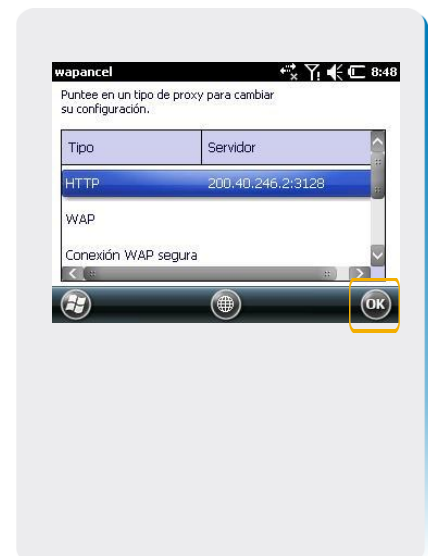 wapancel 8:48
Puntee en un tipo de proxy para cambiar
su configuración.
Tipo Servidor
HTTP 200.40.246.2:3128
WAP
Conexión WAP segura
OK